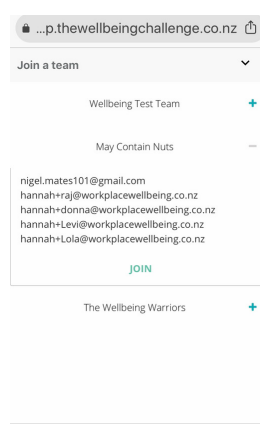 ...p.thewellbeingchallenge.co.nz
Join a team
Wellbeing Test Team +
May Contain Nuts −
nigel.mates101@gmail.com
hannah+raj@workplacewellbeing.co.nz
hannah+donna@workplacewellbeing.co.nz
hannah+Levi@workplacewellbeing.co.nz
hannah+Lola@workplacewellbeing.co.nz
JOIN
The Wellbeing Warriors +